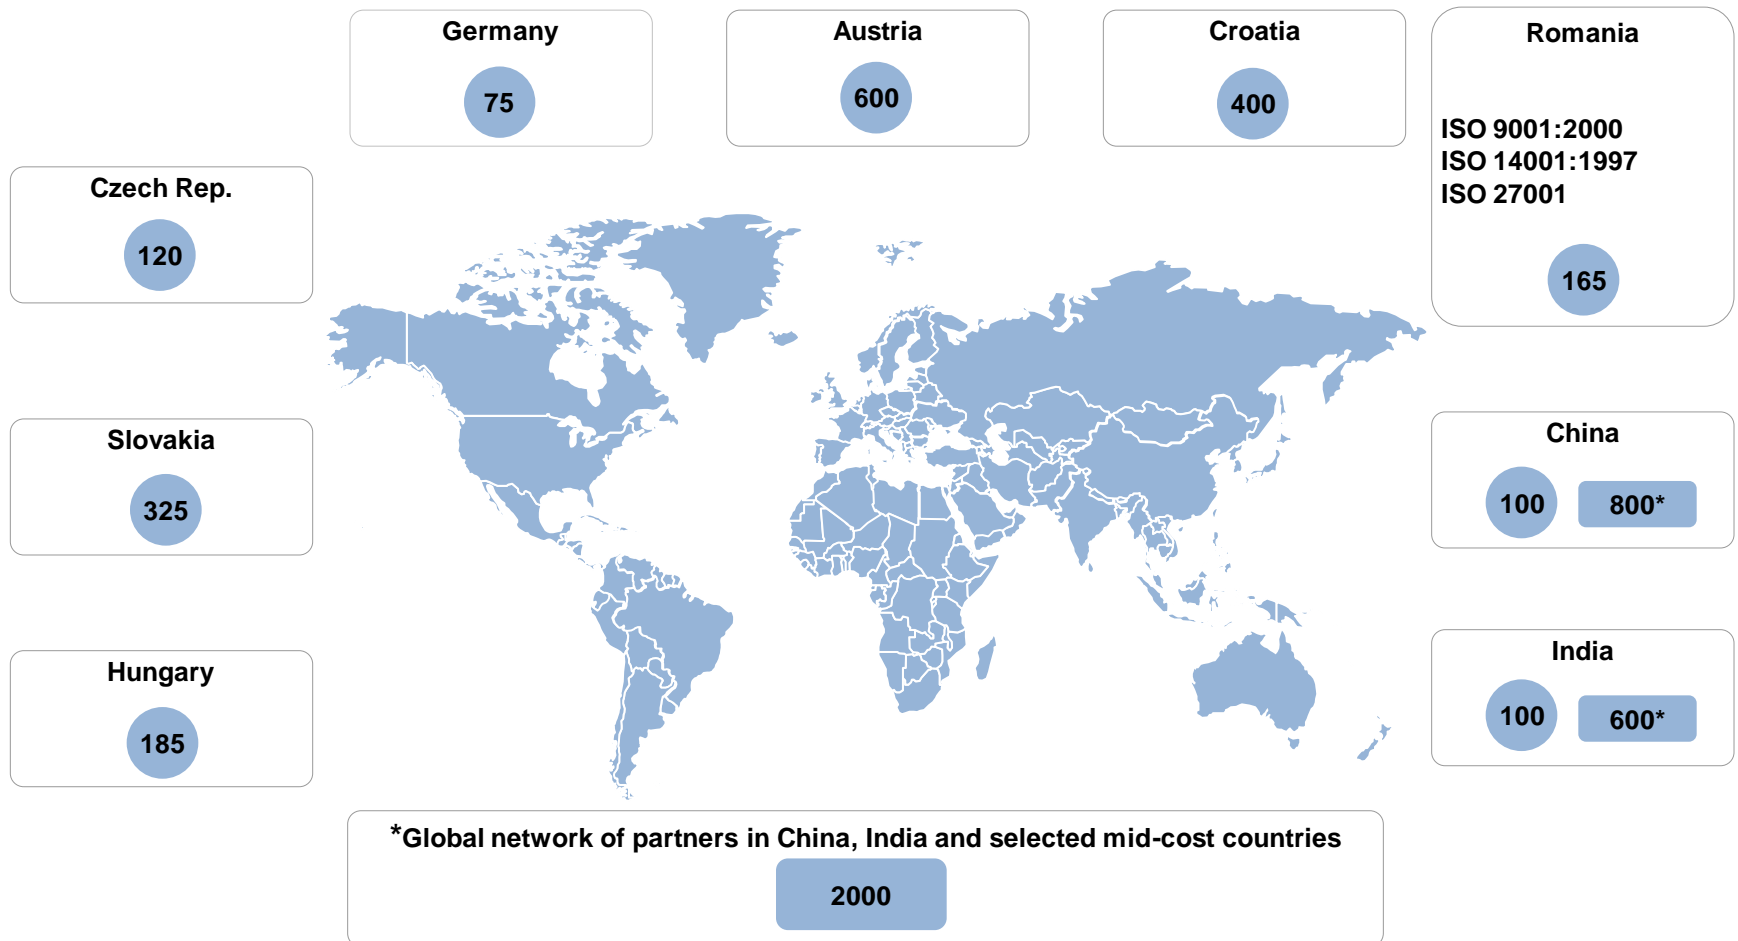 Germany
75
Austria
600
Croatia
400
Romania
ISO 9001:2000
ISO 14001:1997
ISO 27001
165
Czech Rep.
120
Slovakia
325
China
100 800*
Hungary
185
India
100 600*
*Global network of partners in China, India and selected mid-cost countries
2000